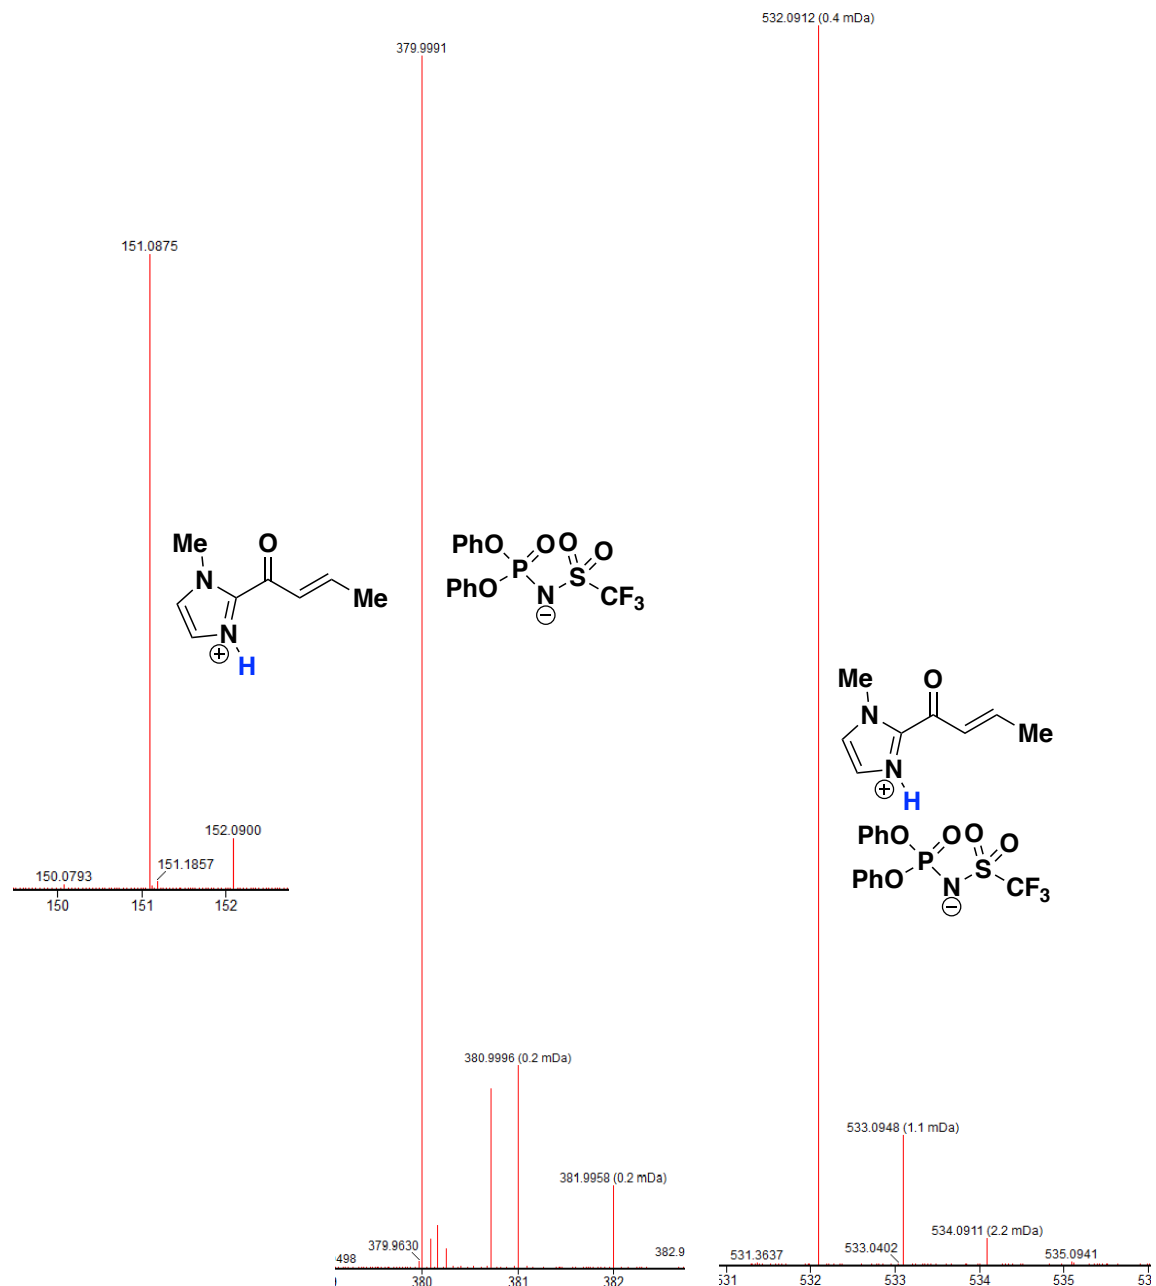 532.0912 (0.4 mDa)
379.9991
151.0875
Me
O
N
Me
N
H
PhO
O
O
O
P
S
PhO
N
CF3
152.0900
151.1857
150.0793
150
151
152
Me
O
N
Me
N
H
PhO
O
O
O
P
S
PhO
N
CF3
380.9996 (0.2 mDa)
381.9958 (0.2 mDa)
533.0948 (1.1 mDa)
534.0911 (2.2 mDa)
379.9630
498
382.9
531.3637
533.0402
535.0941
380
381
382
531
532
533
534
535